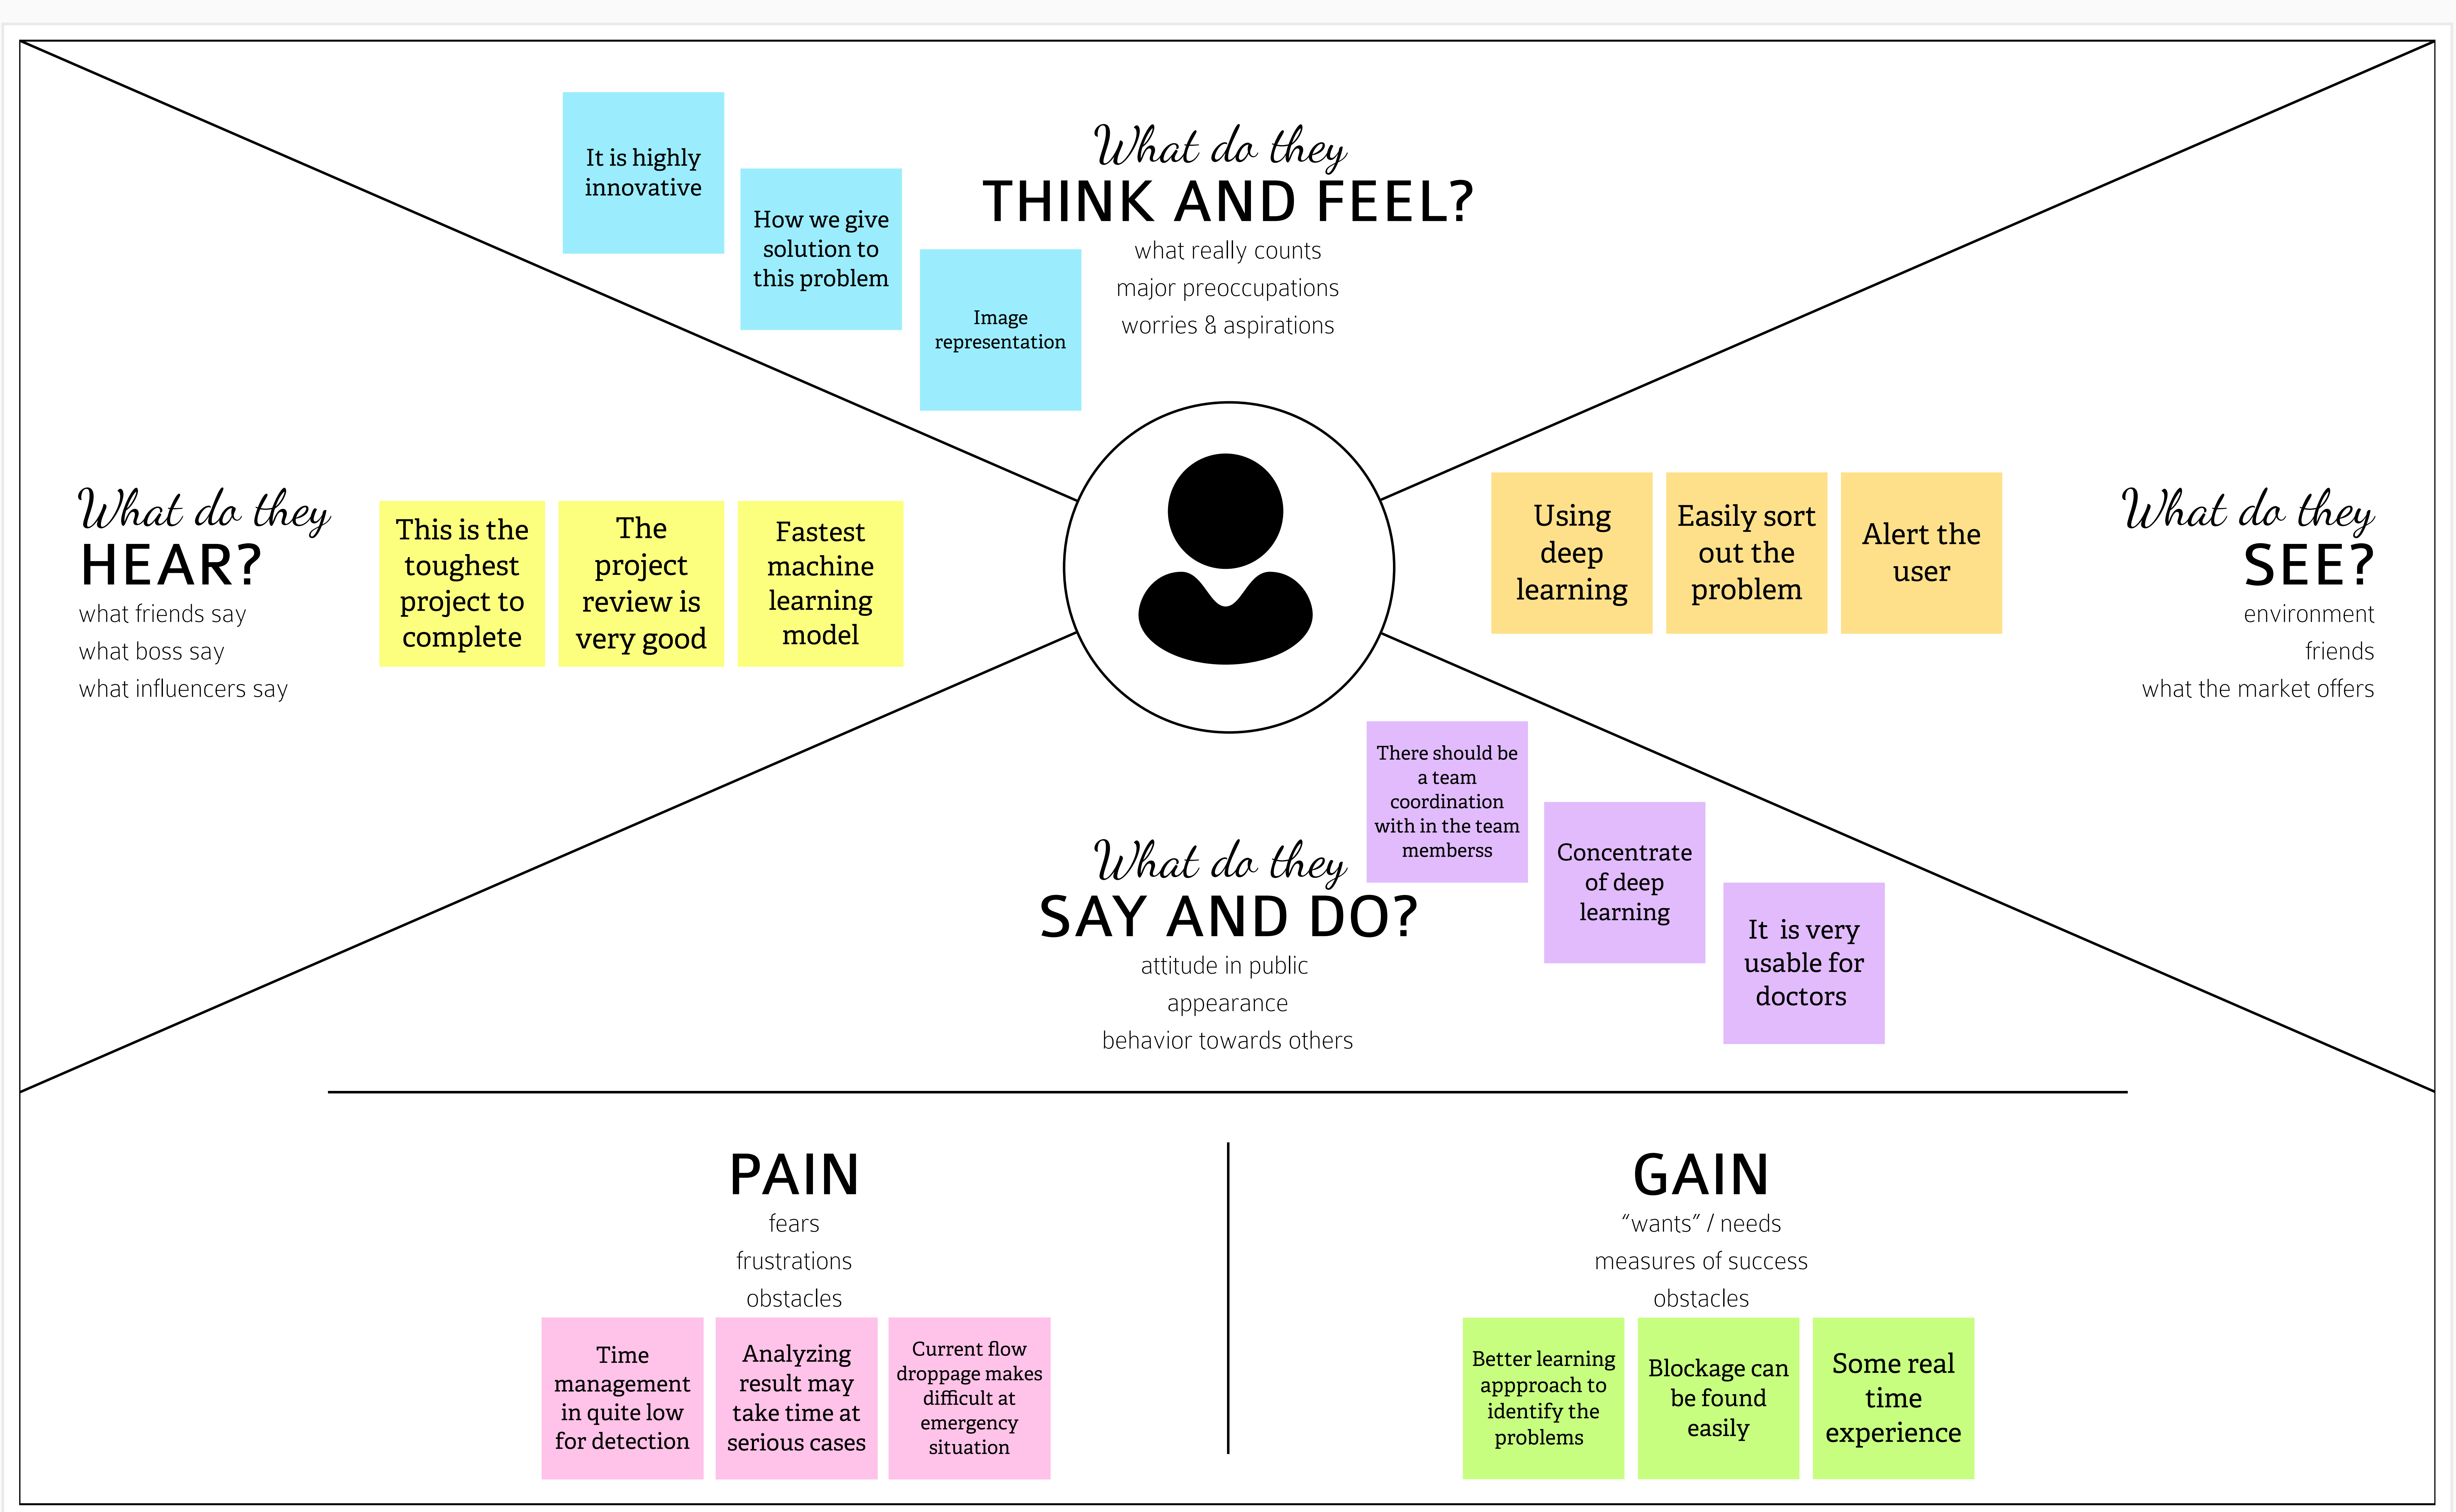 It is highly
innovative
How we give
solution to
this problem
Image
representation
What do they
THINK AND FEEL?
what really counts
major preoccupations
worries & aspirations
What do they
HEAR?
what friends say
what boss say
what influencers say
This is the
toughest
project to
complete
The
project
review is
very good
Fastest
machine
learning
model
Using
deep
learning
Easily sort
out the
problem
Alert the
user
What do they
SEE?
environment
friends
what the market offers
What do they
SAY AND DO?
attitude in public
appearance
behavior towards others
There should be
a team
coordination
with in the team
memberss
Concentrate
of deep
learning
It  is very
usable for
doctors
PAIN
fears
frustrations
obstacles
Time
management
in quite low
for detection
Analyzing
result may
take time at
serious cases
Current flow
droppage makes
difficult at
emergency
situation
GAIN
“wants” / needs
measures of success
obstacles
Better learning
appproach to
identify the
problems
Blockage can
be found
easily
Some real
time
experience